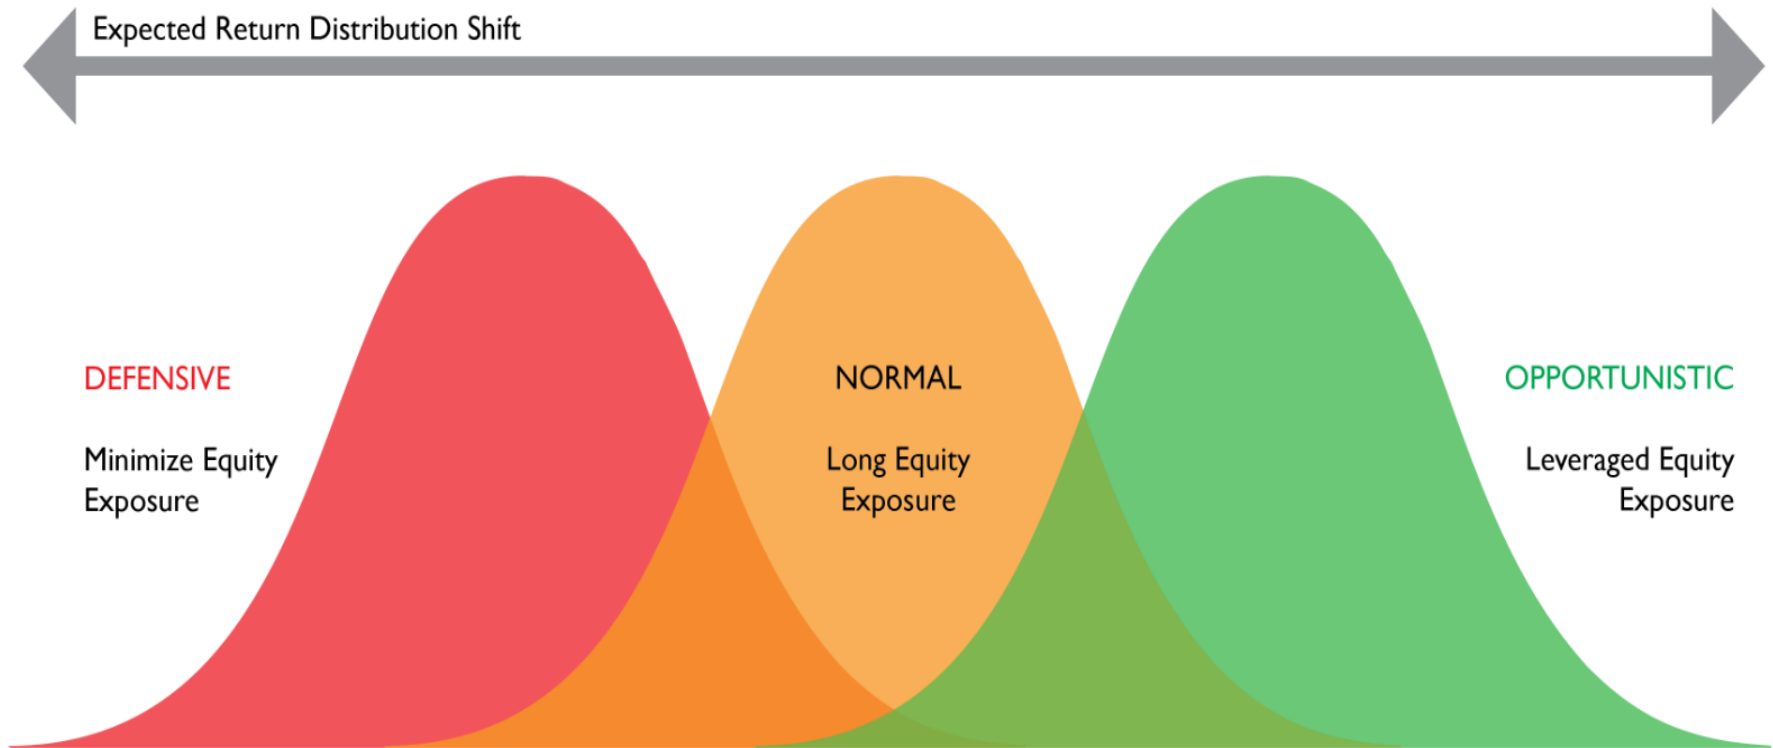 Expected Return Distribution Shift
DEFENSIVE
Minimize Equity
Exposure
NORMAL
Long Equity
Exposure
OPPORTUNISTIC
Leveraged Equity
Exposure